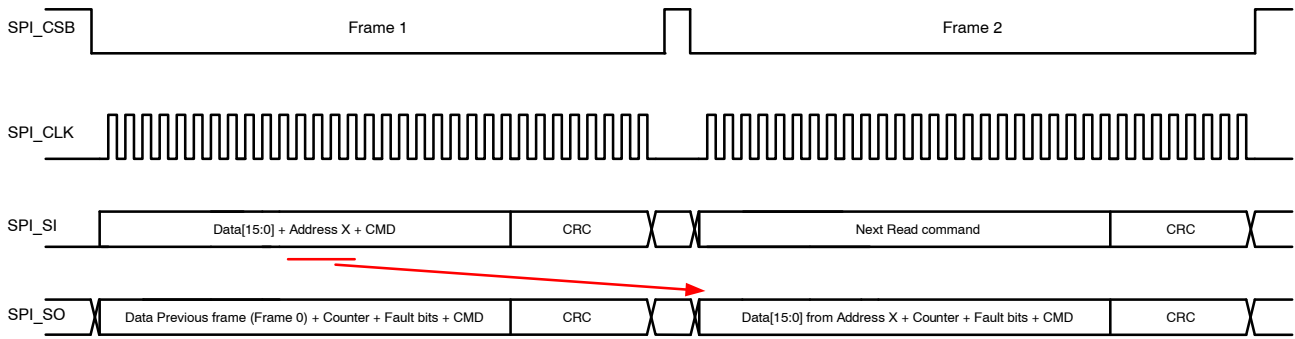 SPI_CSB
Frame 1
Frame 2
SPI_CLK
SPI_SI
Data[15:0] + Address X + CMD
CRC
Next Read command
CRC
SPI_SO
Data Previous frame (Frame 0) + Counter + Fault bits + CMD
CRC
Data[15:0] from Address X + Counter + Fault bits + CMD
CRC